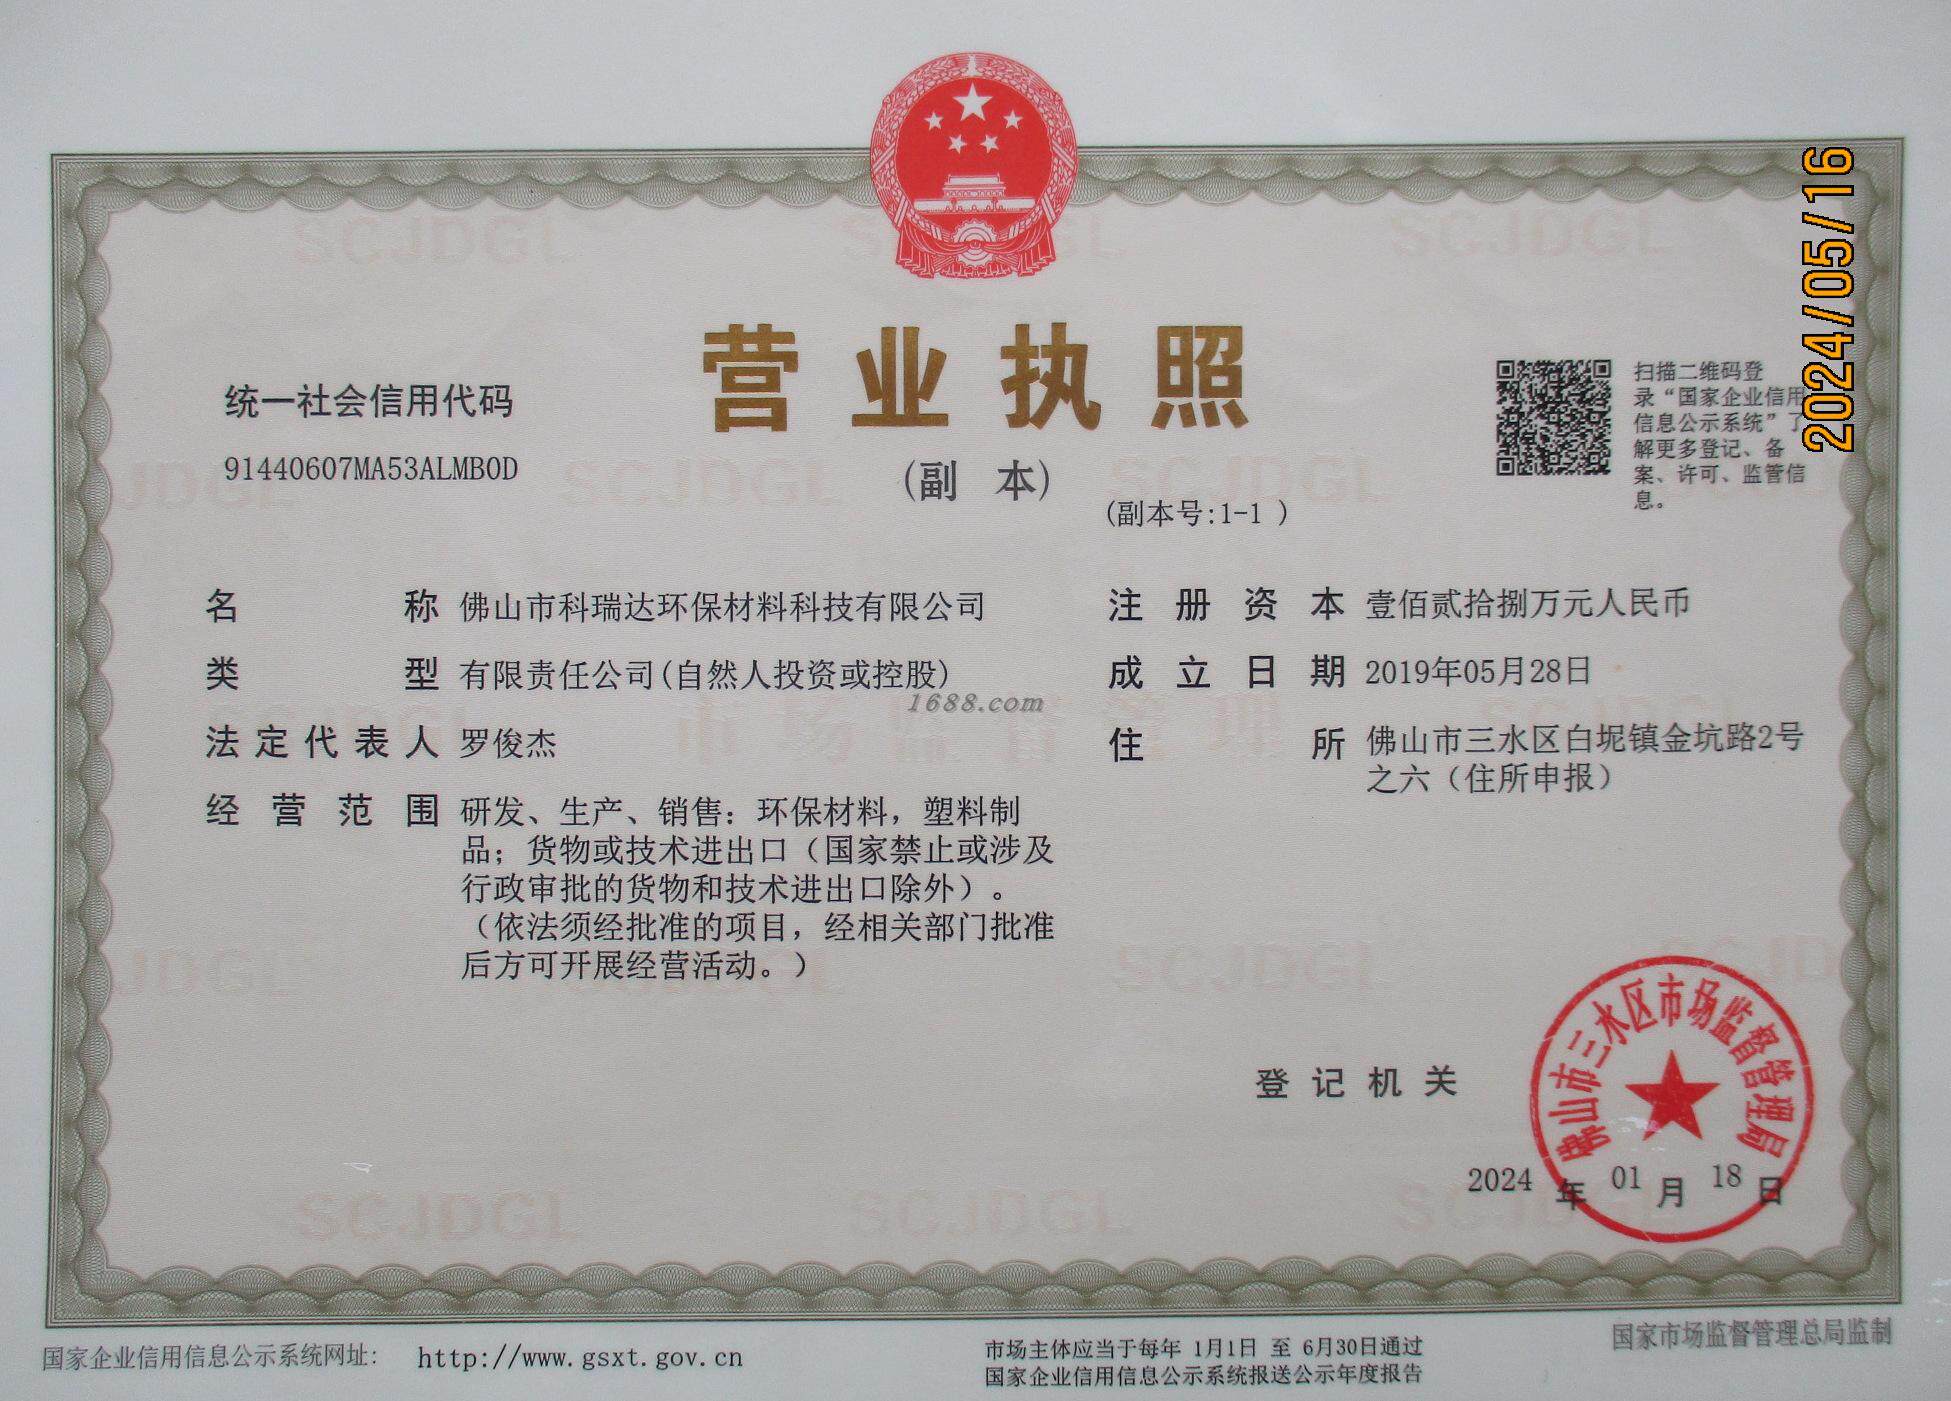 2024/05/16
营业执照
(副 本)
(副本号:1-1 )
统一社会信用代码
91440607MA53ALMB0D
扫描二维码登
录“国家企业信用
信息公示系统”了
解更多登记、备
案、许可、监管信
息。
名称 佛山市科瑞达环保材料科技有限公司
类型 有限责任公司(自然人投资或控股)
法定代表人 罗俊杰
经营范围 研发、生产、销售：环保材料，塑料制
品；货物或技术进出口（国家禁止或涉及
行政审批的货物和技术进出口除外）。
（依法须经批准的项目，经相关部门批准
后方可开展经营活动。）
注册资本 壹佰贰拾捌万元人民币
成立日期 2019年05月28日
住所 佛山市三水区白坭镇金坑路2号
之六（住所申报）
1688.com
登记机关
佛山市三水区市场监督管理局
2024年01月18日
国家企业信用信息公示系统网址： http://www.gsxt.gov.cn
市场主体应当于每年 1月1日 至 6月30日通过
国家企业信用信息公示系统报送公示年度报告
国家市场监督管理总局监制
SCJDGL
市场监督管理